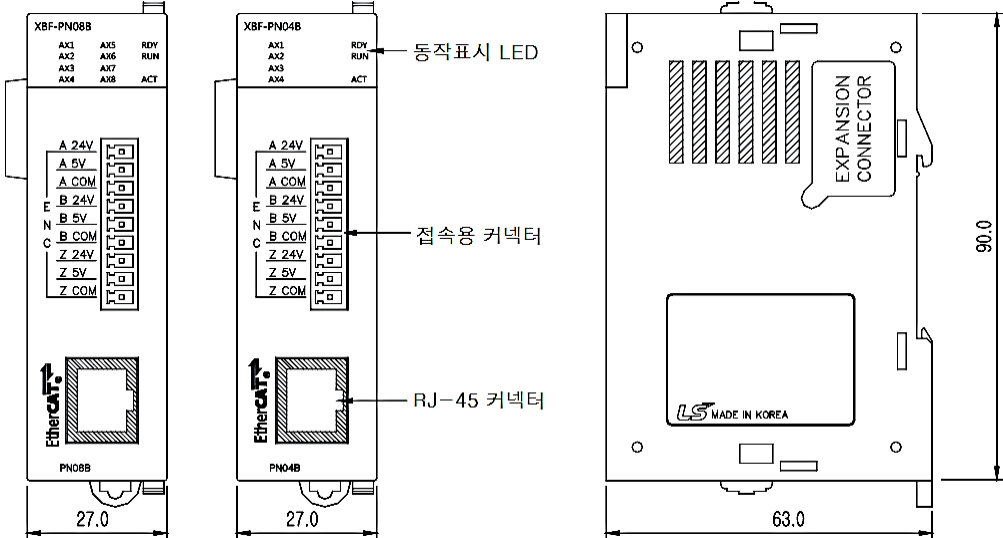 XBF-PN08B
AX1 AX5 RDY
AX2 AX6 RUN
AX3 AX7
AX4 AX8 ACT
A 24V
A 5V
A COM
B 24V
B 5V
B COM
Z 24V
Z 5V
Z COM
ENC
EtherCAT
PN08B
27.0
XBF-PN04B
AX1 RDY
AX2 RUN
AX3
AX4 ACT
동작표시 LED
A 24V
A 5V
A COM
B 24V
B 5V
B COM
Z 24V
Z 5V
Z COM
ENC
접속용 커넥터
EtherCAT
RJ-45 커넥터
PN04B
27.0
EXPANSION
CONNECTOR
LS MADE IN KOREA
90.0
63.0